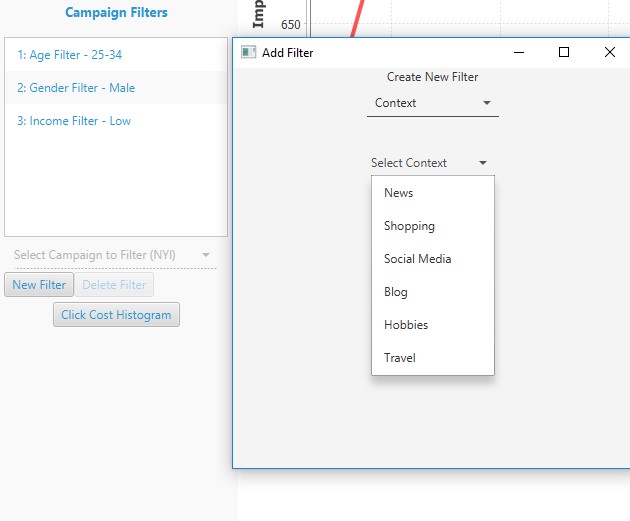 Campaign Filters
1: Age Filter - 25-34
2: Gender Filter - Male
3: Income Filter - Low
Select Campaign to Filter (NYI)
New Filter
Delete Filter
Click Cost Histogram
Imp
650
Add Filter
Create New Filter
Context
Select Context
News
Shopping
Social Media
Blog
Hobbies
Travel